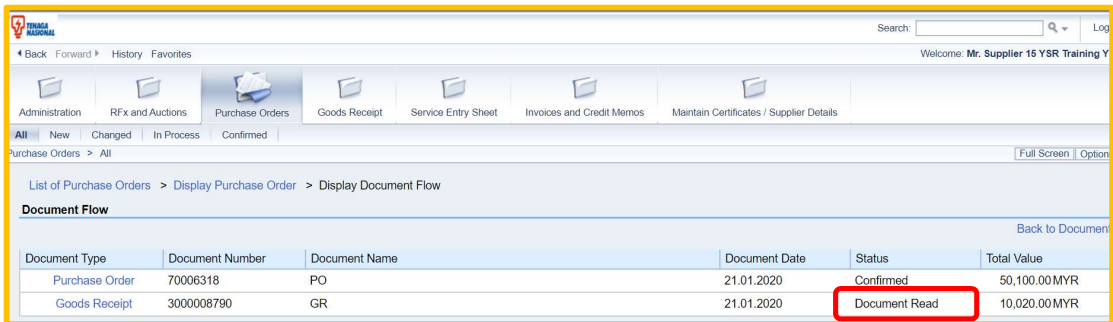 TENAGA
NASIONAL
Search:
Log
Back Forward History Favorites
Welcome: Mr. Supplier 15 YSR Training Y
Administration RFx and Auctions Purchase Orders Goods Receipt Service Entry Sheet Invoices and Credit Memos Maintain Certificates / Supplier Details
All New Changed In Process Confirmed
Purchase Orders > All Full Screen Option
List of Purchase Orders > Display Purchase Order > Display Document Flow
Document Flow
Back to Document
Document Type Document Number Document Name Document Date Status Total Value
Purchase Order 70006318 PO 21.01.2020 Confirmed 50,100.00 MYR
Goods Receipt 3000008790 GR 21.01.2020 Document Read 10,020.00 MYR